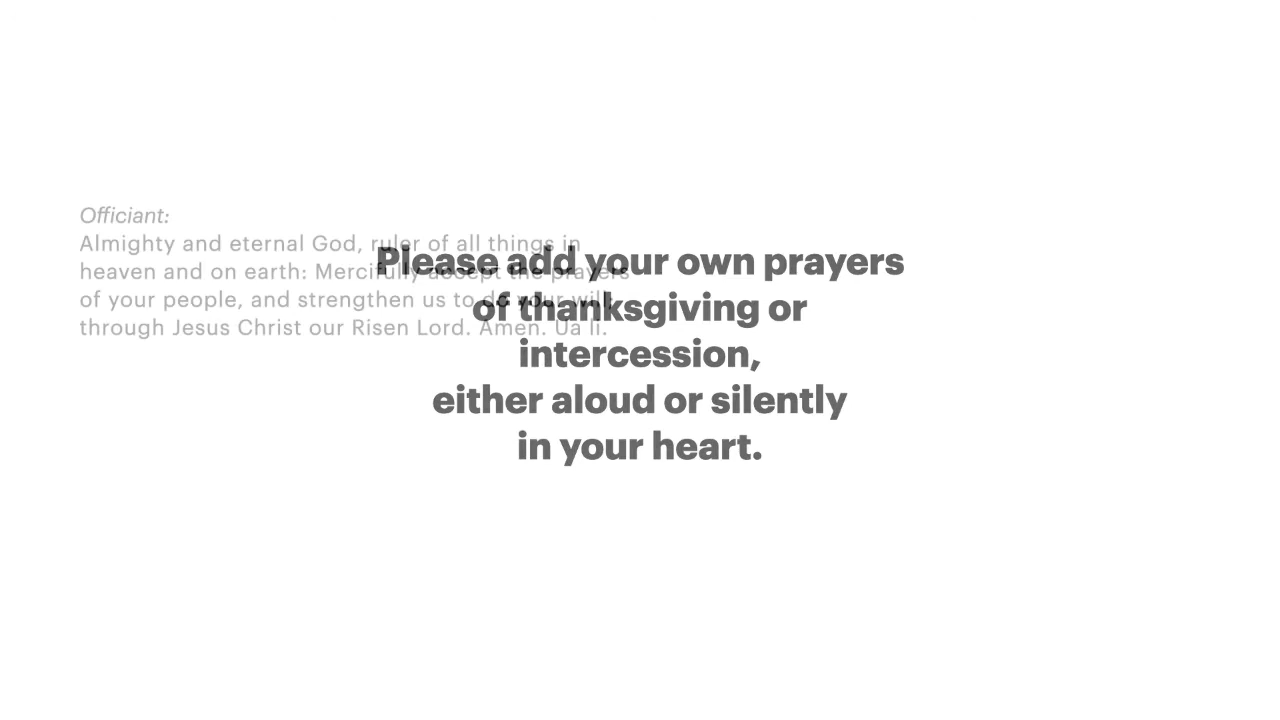 Officiant:
Almighty and eternal God, ruler of all things in
heaven and on earth: Mercifully accept the prayers
of your people, and strengthen us to do your will;
through Jesus Christ our Risen Lord. Amen. Ua li.
Please add your own prayers
of thanksgiving or
intercession,
either aloud or silently
in your heart.